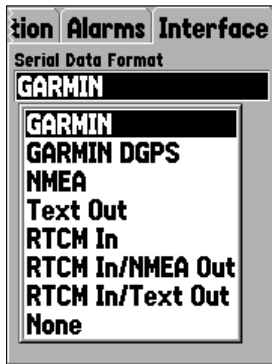 tion Alarms Interface
Serial Data Format
GARMIN
GARMIN
GARMIN DGPS
NMEA
Text Out
RTCM In
RTCM In/NMEA Out
RTCM In/Text Out
None